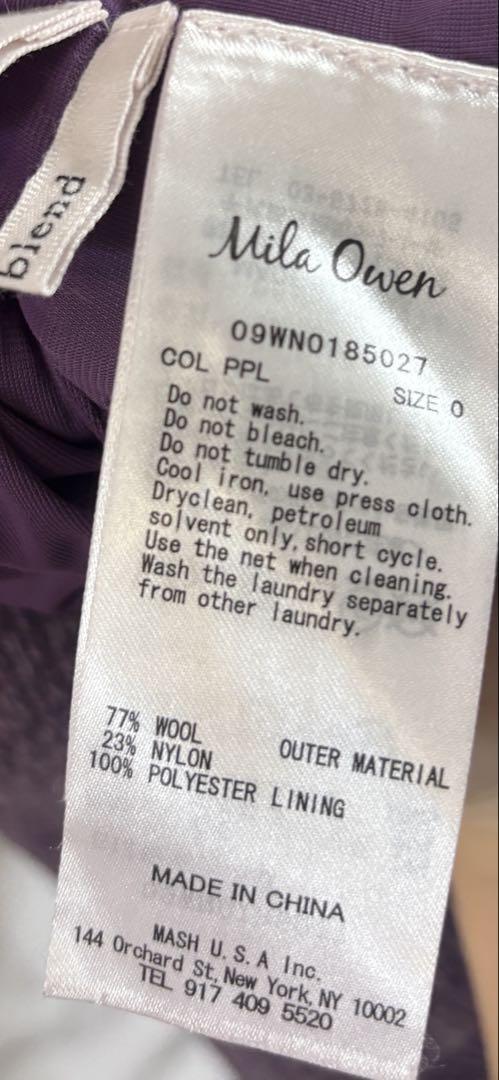 blend
Mila Owen
09WNO185027
COL PPL
SIZE 0
Do not wash.
Do not bleach.
Do not tumble dry.
Cool iron, use press cloth.
Dryclean, petroleum
solvent only, short cycle.
Use the net when cleaning.
Wash the laundry separately
from other laundry.
77% WOOL
23% NYLON OUTER MATERIAL
100% POLYESTER LINING
MADE IN CHINA
MASH U.S.A Inc.
144 Orchard St, New York, NY 10002
TEL 917 409 5520